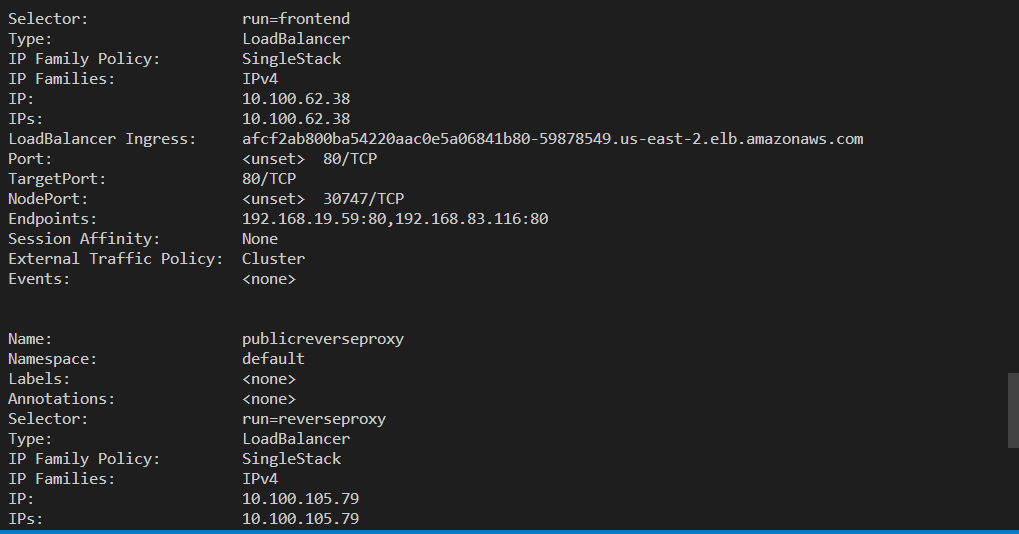 Selector:                 run=frontend
Type:                     LoadBalancer
IP Family Policy:         SingleStack
IP Families:              IPv4
IP:                       10.100.62.38
IPs:                      10.100.62.38
LoadBalancer Ingress:     afcf2ab800ba54220aac0e5a06841b80-59878549.us-east-2.elb.amazonaws.com
Port:                     <unset>  80/TCP
TargetPort:               80/TCP
NodePort:                 <unset>  30747/TCP
Endpoints:                192.168.19.59:80,192.168.83.116:80
Session Affinity:         None
External Traffic Policy:  Cluster
Events:                   <none>
Name:                     publicreverseproxy
Namespace:                default
Labels:                   <none>
Annotations:              <none>
Selector:                 run=reverseproxy
Type:                     LoadBalancer
IP Family Policy:         SingleStack
IP Families:              IPv4
IP:                       10.100.105.79
IPs:                      10.100.105.79